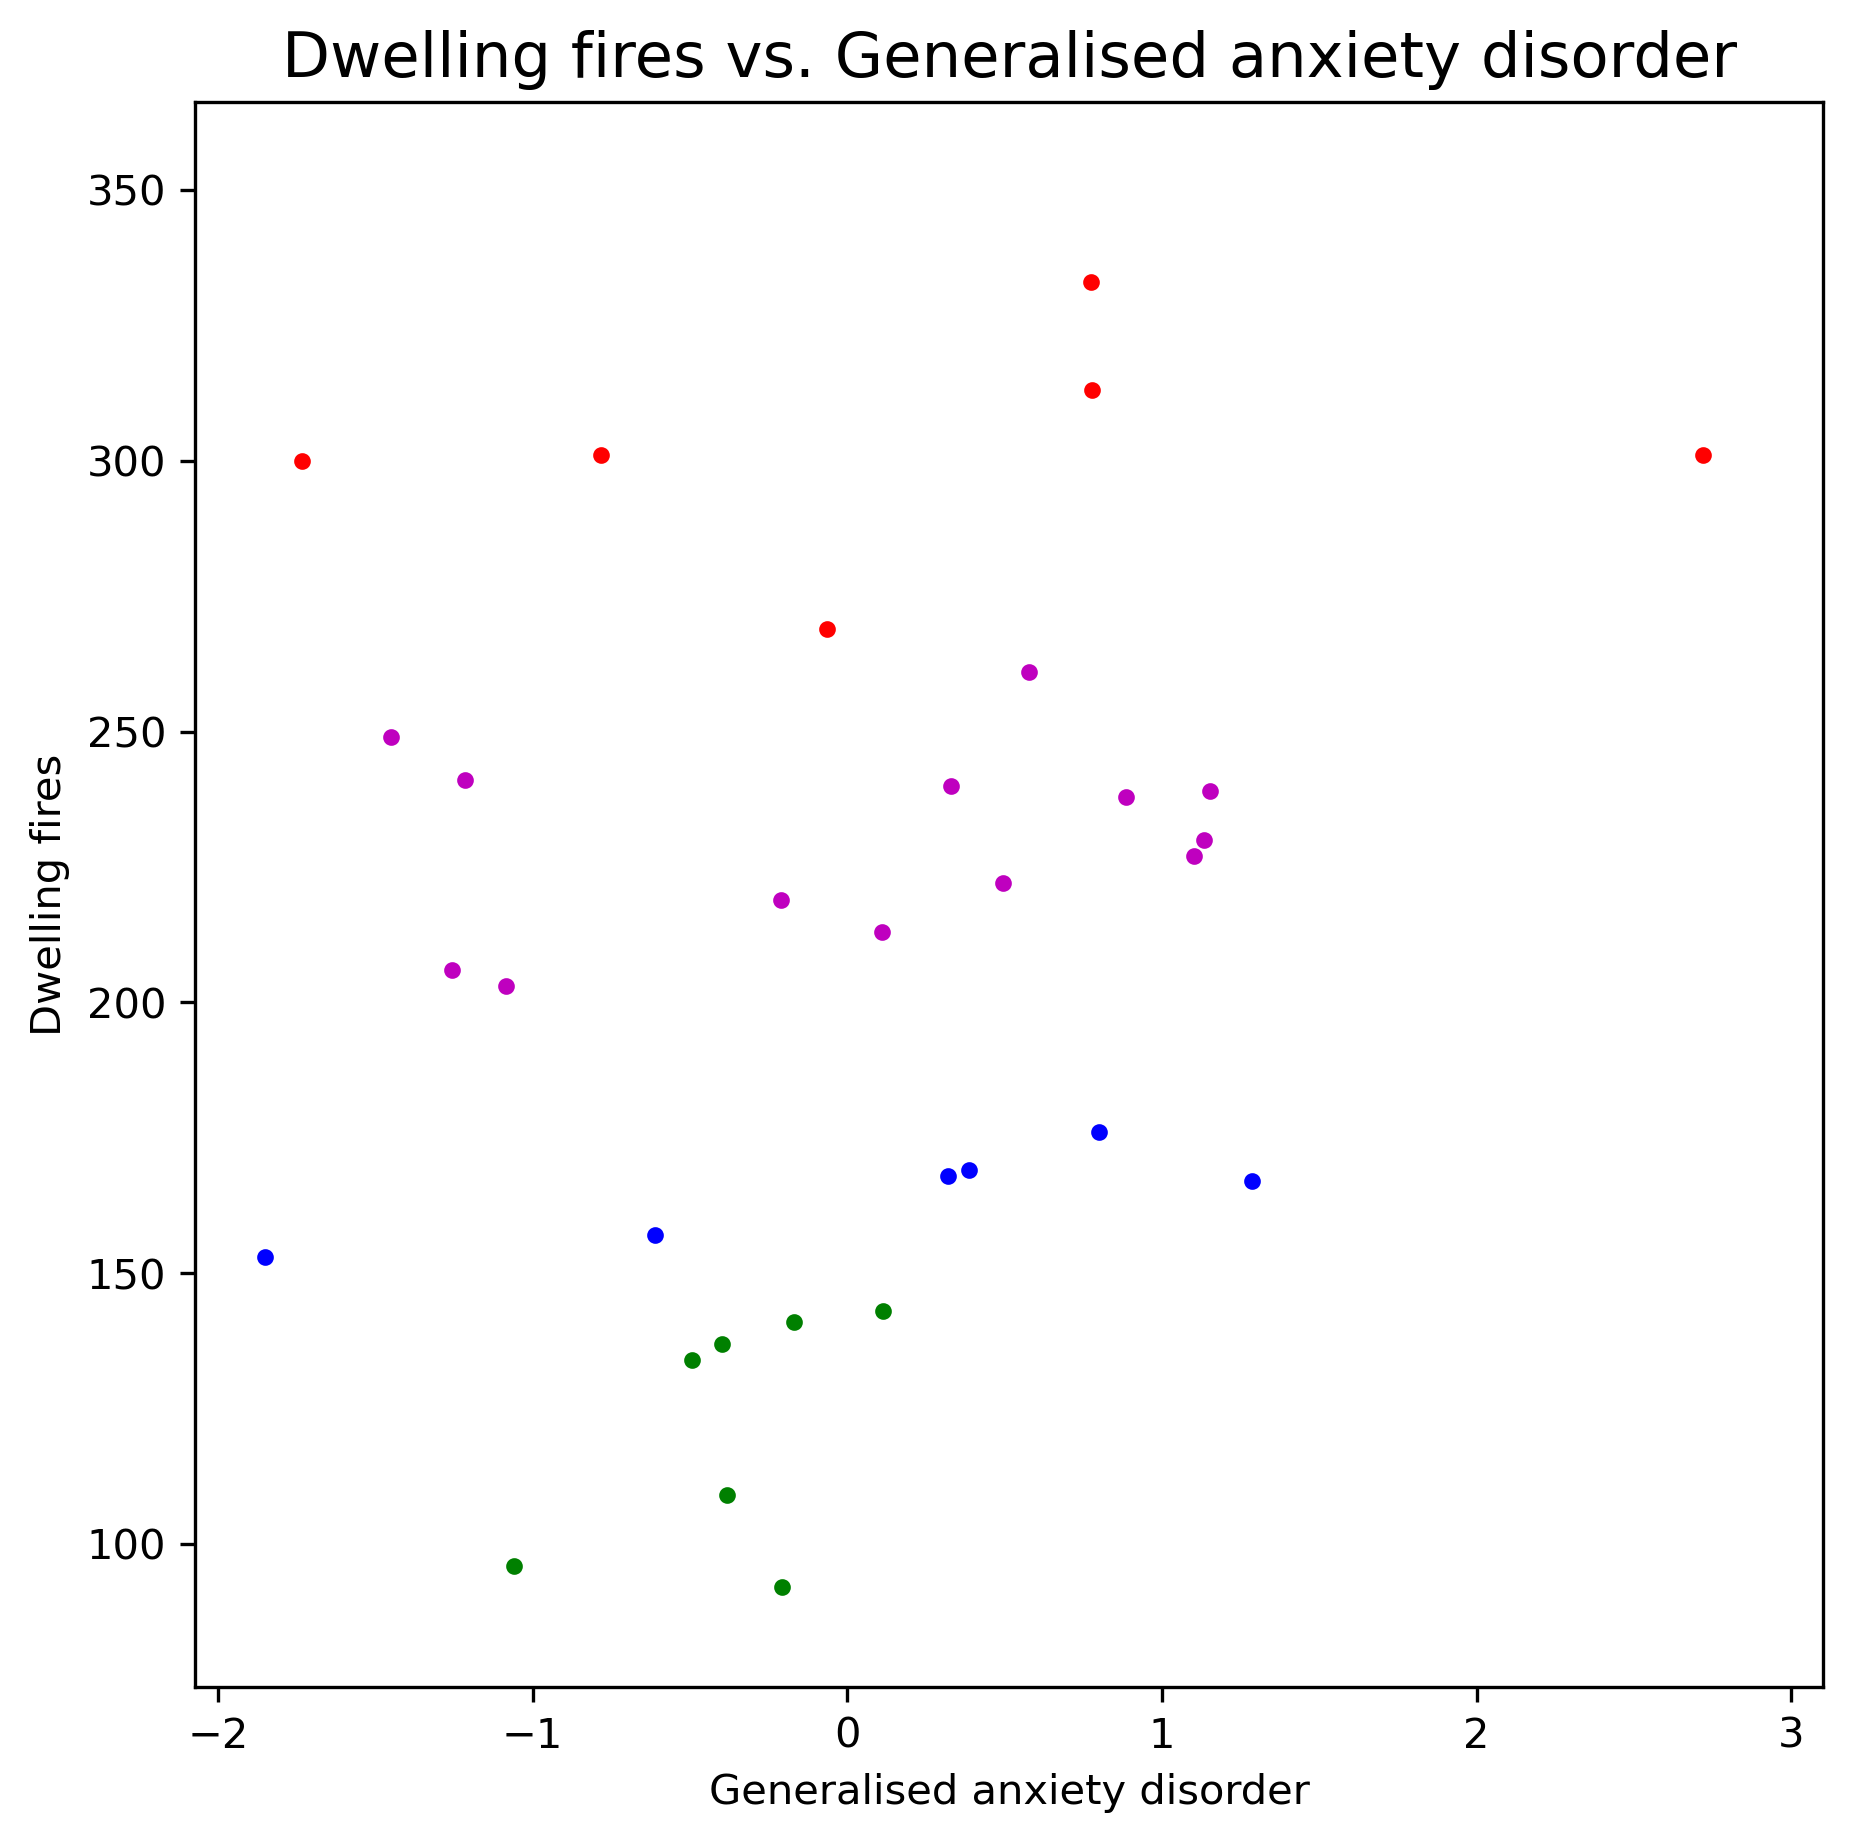 Dwelling fires vs. Generalised anxiety disorder
350
300
250
200
150
100
Dwelling fires
−2 −1 0 1 2 3
Generalised anxiety disorder